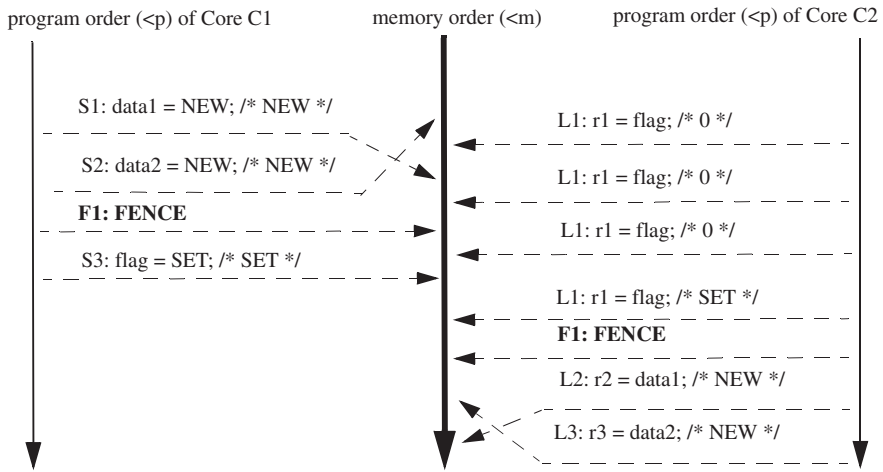 program order (<p) of Core C1
memory order (<m)
program order (<p) of Core C2
S1: data1 = NEW; /* NEW */
S2: data2 = NEW; /* NEW */
F1: FENCE
S3: flag = SET; /* SET */
L1: r1 = flag; /* 0 */
L1: r1 = flag; /* 0 */
L1: r1 = flag; /* 0 */
L1: r1 = flag; /* SET */
F1: FENCE
L2: r2 = data1; /* NEW */
L3: r3 = data2; /* NEW */